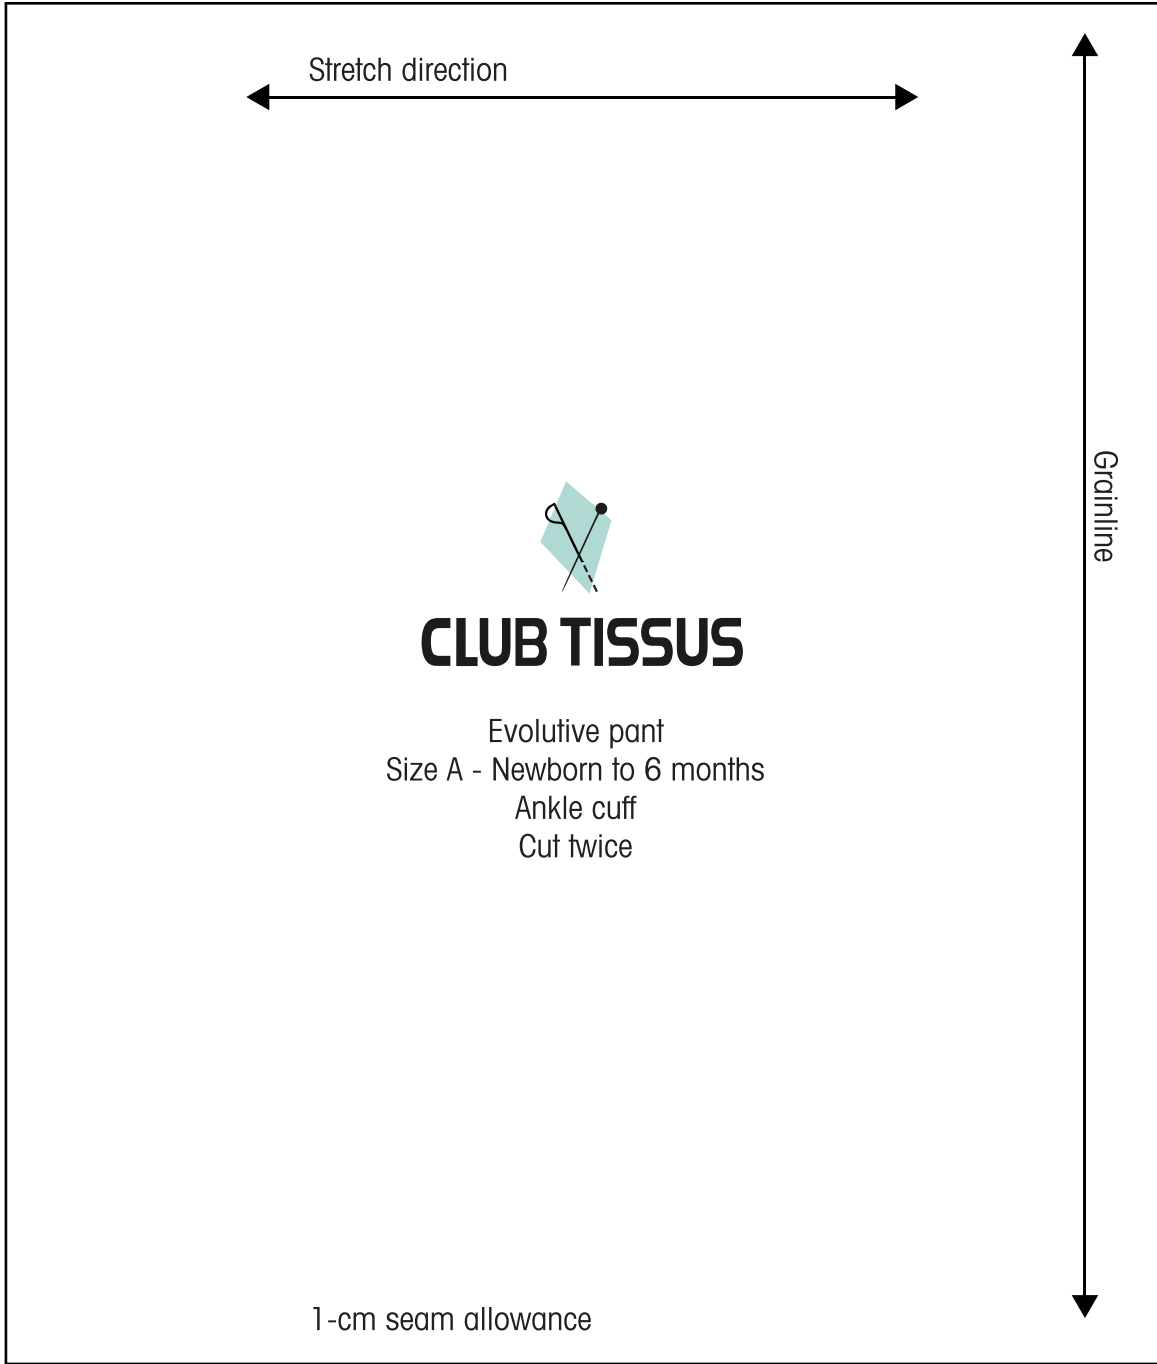 Stretch direction
Grainline
CLUB TISSUS
Evolutive pant
Size A - Newborn to 6 months
Ankle cuff
Cut twice
1-cm seam allowance